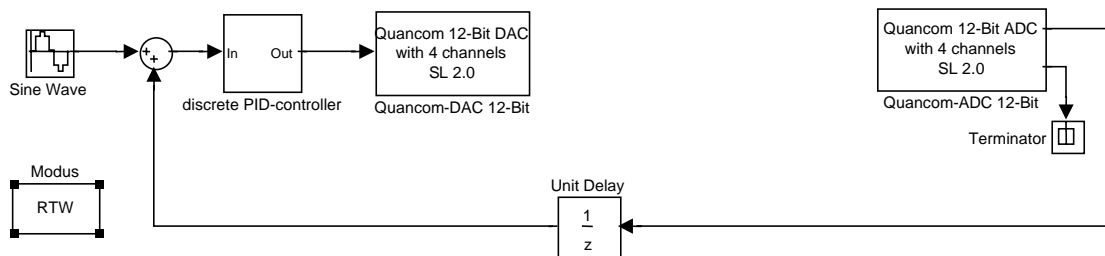 Quancom 12-Bit DAC
with 4 channels
SL 2.0
Quancom 12-Bit ADC
with 4 channels
SL 2.0
+
+
In
Out
Sine Wave
discrete PID-controller
Quancom-DAC 12-Bit
Quancom-ADC 12-Bit
Terminator
Modus
RTW
Unit Delay
1
z